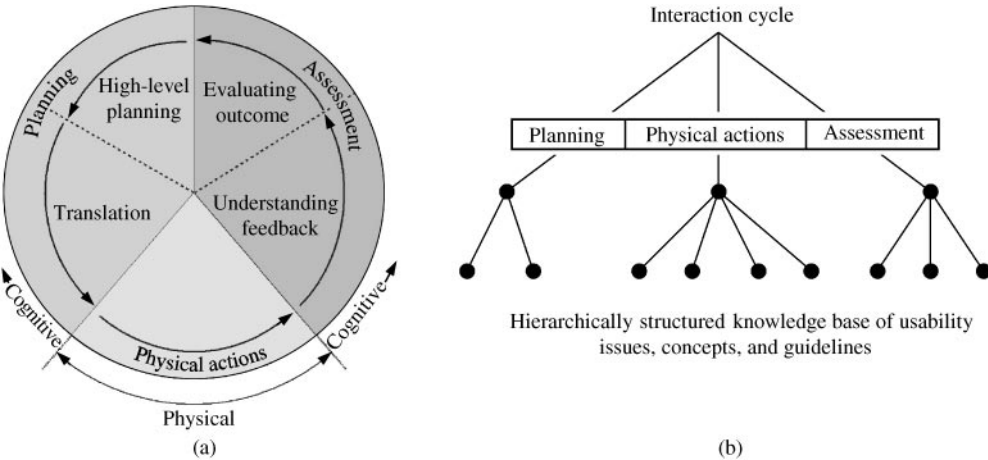 Planning
High-level
planning
Evaluating
outcome
Assessment
Translation
Understanding
feedback
Cognitive
Physical actions
Cognitive
Physical
(a)
Interaction cycle
Planning
Physical actions
Assessment
Hierarchically structured knowledge base of usability
issues, concepts, and guidelines
(b)